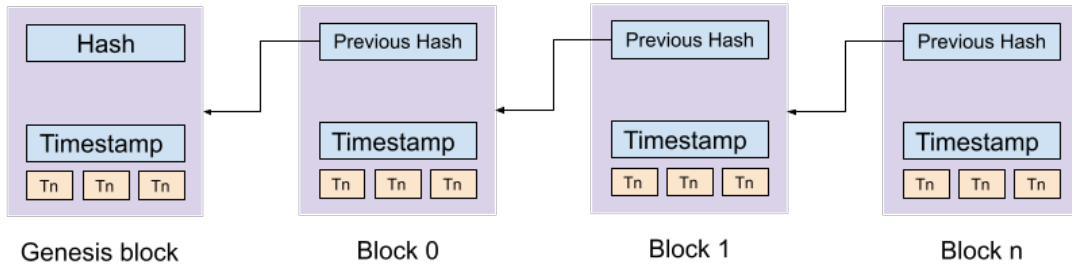 Hash
Timestamp
Tn Tn Tn
Genesis block
Previous Hash
Timestamp
Tn Tn Tn
Block 0
Previous Hash
Timestamp
Tn Tn Tn
Block 1
Previous Hash
Timestamp
Tn Tn Tn
Block n